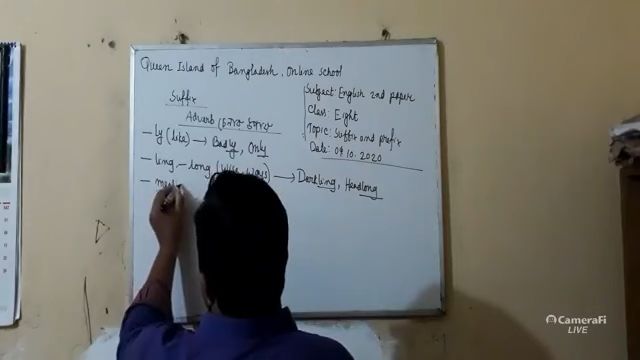 Queen Island of Bangladesh, Online school
Subject: English 2nd paper
Class: Eight
Topic: Suffix and prefix
Date: 04.10.2020
Suffix
Adverb
– ly (like) → Badly, Only
– ling – long → Darkling, Headlong
–
CameraFi
LIVE